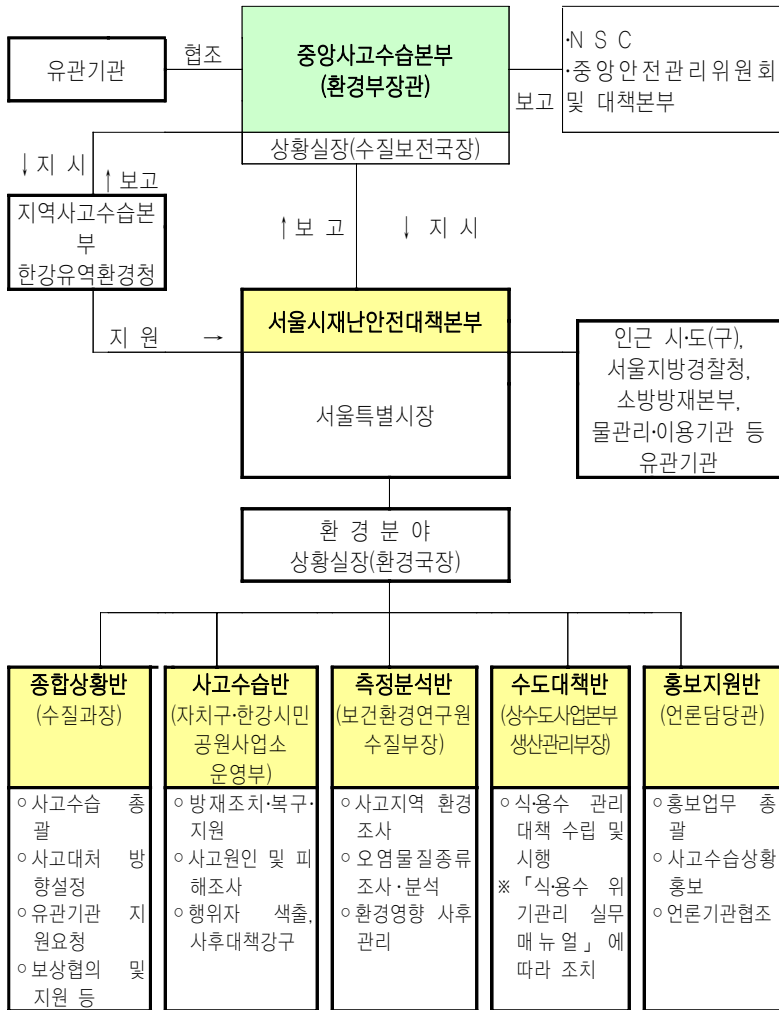 유관기관
협조
중앙사고수습본부
(환경부장관)
상황실장(수질보전국장)
보고
·N S C
·중앙안전관리위원회
및 대책본부
↓지 시
↑보고
지역사고수습본
부
한강유역환경청
↑보 고
↓ 지 시
지 원 →
서울시재난안전대책본부
서울특별시장
인근 시·도(구),
서울지방경찰청,
소방방재본부,
물관리·이용기관 등
유관기관
환 경 분 야
상황실장(환경국장)
종합상황반
(수질과장)
○사고수습 총
괄
○사고대처 방
향설정
○유관기관 지
원요청
○보상협의 및
지원 등
사고수습반
(자치구·한강시민
공원사업소
운영부)
○방재조치·복구·
지원
○사고원인 및 피
해조사
○행위자 색출,
사후대책강구
측정분석반
(보건환경연구원
수질부장)
○사고지역 환경
조사
○오염물질종류
조사·분석
○환경영향 사후
관리
수도대책반
(상수도사업본부
생산관리부장)
○식·용수 관리
대책 수립 및
시행
※「식·용수 위
기관리 실무
매뉴얼」에
따라 조치
홍보지원반
(언론담당관)
○홍보업무 총
괄
○사고수습상황
홍보
○언론기관협조